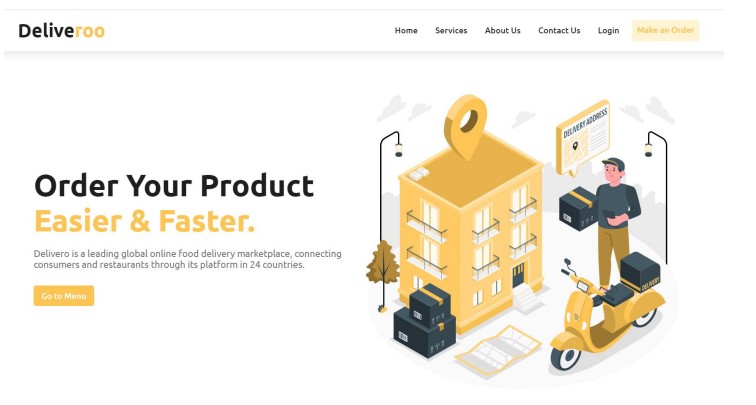 Deliveroo
Home Services About Us Contact Us Login Make an Order
DELIVERY ADDRESS
Order Your Product
Easier & Faster.
Delivero is a leading global online food delivery marketplace, connecting
consumers and restaurants through its platform in 24 countries.
Go to Menu
DELIVERY